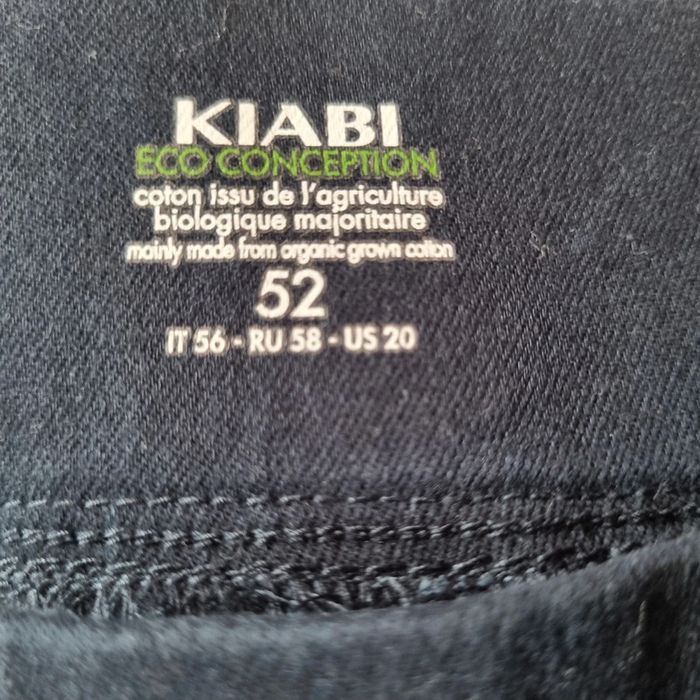 KIABI
ECO CONCEPTION
coton issu de l'agriculture
biologique majoritaire
mainly made from organic grown cotton
52
IT 56 - RU 58 - US 20